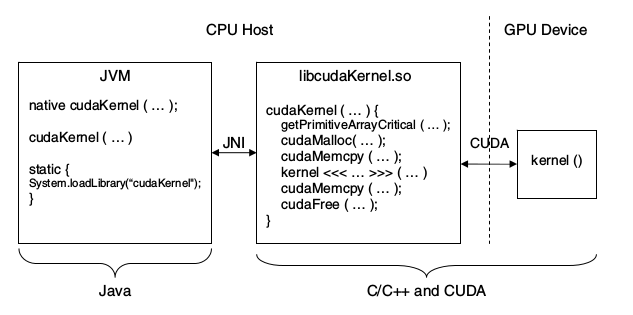 CPU Host
GPU Device
JVM
native cudaKernel ( ... );
cudaKernel ( ... )
static {
System.loadLibrary("cudaKernel");
}
JNI
libcudaKernel.so
cudaKernel ( ... ) {
getPrimitiveArrayCritical ( ... );
cudaMalloc( ... );
cudaMemcpy ( ... );
kernel <<< ... >>> ( ... )
cudaMemcpy ( ... );
cudaFree ( ... );
}
CUDA
kernel ()
Java
C/C++ and CUDA